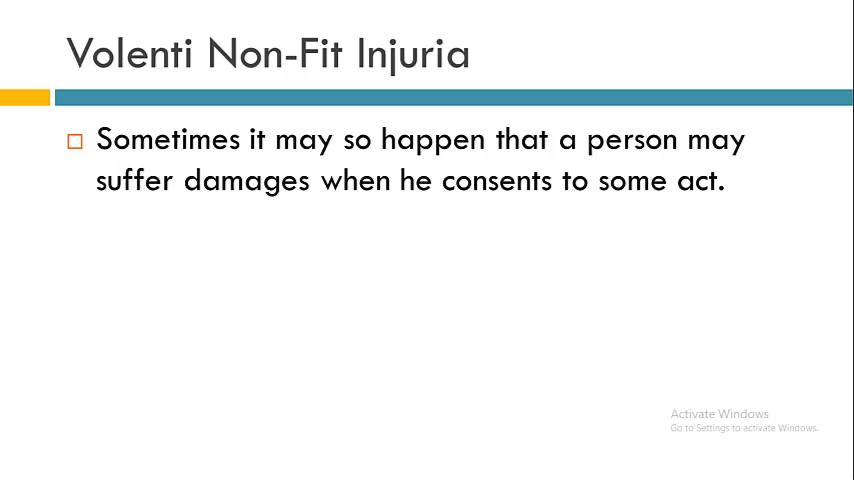 Volenti Non-Fit Injuria
Sometimes it may so happen that a person may
suffer damages when he consents to some act.
Activate Windows
Go to Settings to activate Windows.